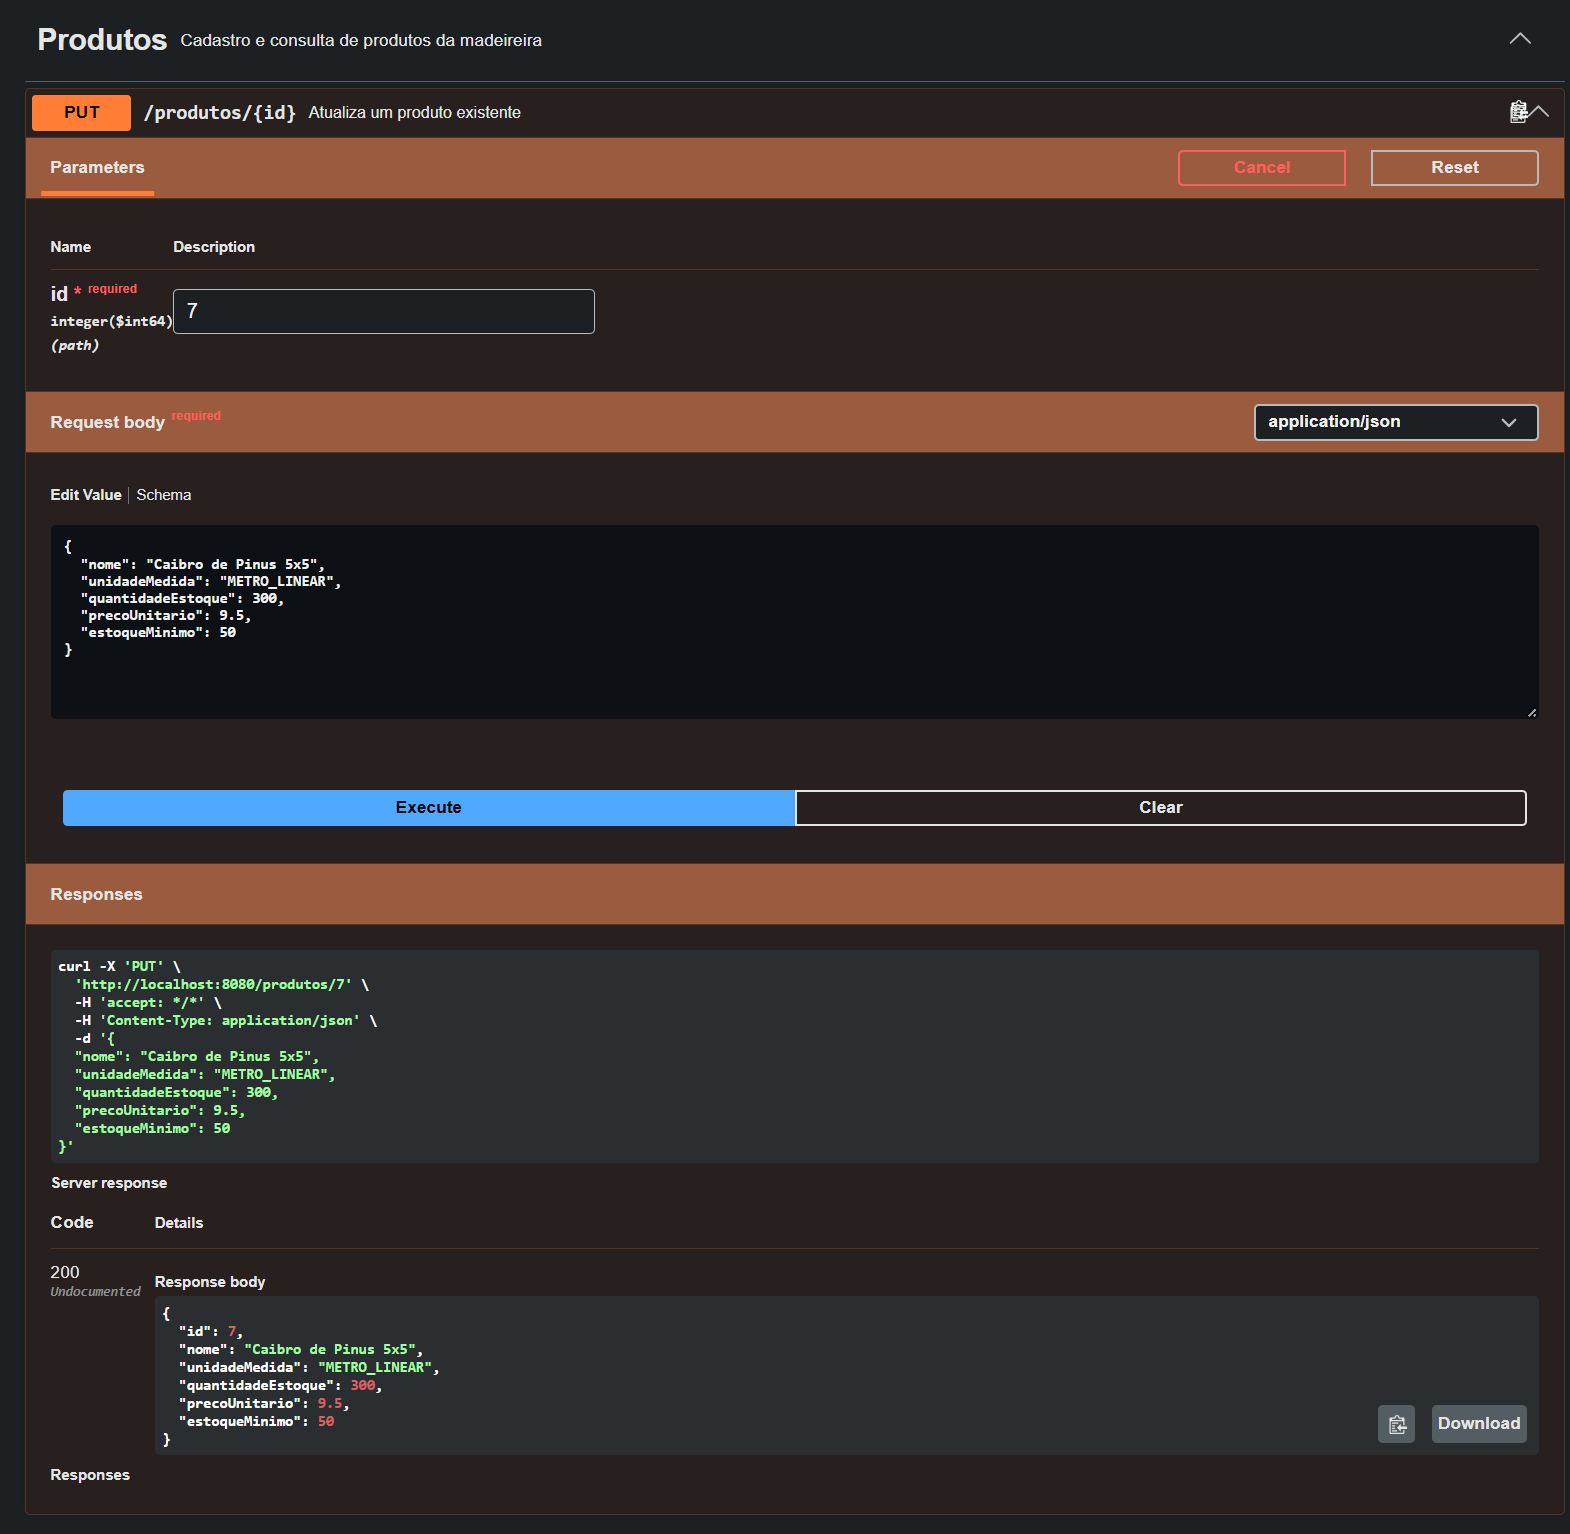 Produtos Cadastro e consulta de produtos da madeireira
PUT /produtos/{id} Atualiza um produto existente
Parameters
Cancel
Reset
Name Description
id * required
integer($int64)
(path)
7
Request body required
application/json
Edit Value | Schema
{
  "nome": "Caibro de Pinus 5x5",
  "unidadeMedida": "METRO_LINEAR",
  "quantidadeEstoque": 300,
  "precoUnitario": 9.5,
  "estoqueMinimo": 50
}
Execute
Clear
Responses
curl -X 'PUT' \
  'http://localhost:8080/produtos/7' \
  -H 'accept: */*' \
  -H 'Content-Type: application/json' \
  -d '{
  "nome": "Caibro de Pinus 5x5",
  "unidadeMedida": "METRO_LINEAR",
  "quantidadeEstoque": 300,
  "precoUnitario": 9.5,
  "estoqueMinimo": 50
}'
Server response
Code Details
200
Undocumented
Response body
{
  "id": 7,
  "nome": "Caibro de Pinus 5x5",
  "unidadeMedida": "METRO_LINEAR",
  "quantidadeEstoque": 300,
  "precoUnitario": 9.5,
  "estoqueMinimo": 50
}
Download
Responses